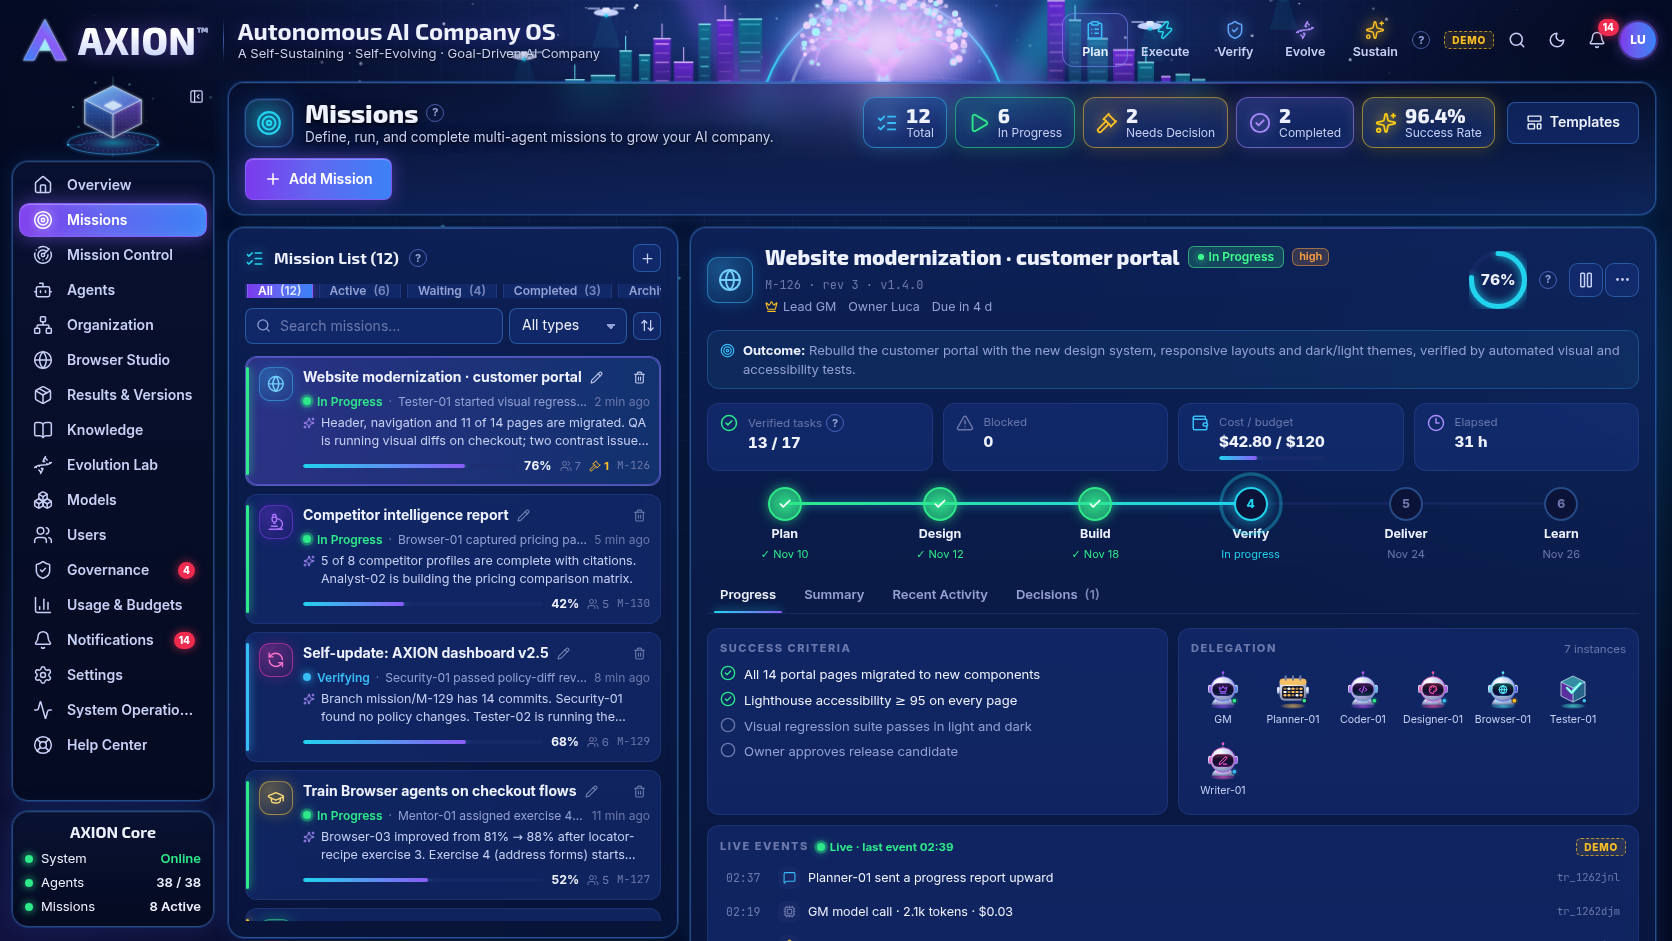 AXION™
Autonomous AI Company OS
A Self-Sustaining · Self-Evolving · Goal-Driven AI Company
Plan
Execute
Verify
Evolve
Sustain
?
DEMO
14
LU
Overview
Missions
Mission Control
Agents
Organization
Browser Studio
Results & Versions
Knowledge
Evolution Lab
Models
Users
Governance 4
Usage & Budgets
Notifications 14
Settings
System Operatio...
Help Center
AXION Core
System Online
Agents 38 / 38
Missions 8 Active
Missions ?
Define, run, and complete multi-agent missions to grow your AI company.
12 Total
6 In Progress
2 Needs Decision
2 Completed
96.4% Success Rate
Templates
Add Mission
Mission List (12) ?
All (12) Active (6) Waiting (4) Completed (3) Archi
Search missions...
All types
Website modernization · customer portal
In Progress · Tester-01 started visual regress... 2 min ago
Header, navigation and 11 of 14 pages are migrated. QA
is running visual diffs on checkout; two contrast issue...
76% 7 1 M-126
Competitor intelligence report
In Progress · Browser-01 captured pricing pa... 5 min ago
5 of 8 competitor profiles are complete with citations.
Analyst-02 is building the pricing comparison matrix.
42% 5 M-130
Self-update: AXION dashboard v2.5
Verifying · Security-01 passed policy-diff rev... 8 min ago
Branch mission/M-129 has 14 commits. Security-01
found no policy changes. Tester-02 is running the...
68% 6 M-129
Train Browser agents on checkout flows
In Progress · Mentor-01 assigned exercise 4... 11 min ago
Browser-03 improved from 81% → 88% after locator-
recipe exercise 3. Exercise 4 (address forms) starts...
52% 5 M-127
Website modernization · customer portal In Progress high
M-126 · rev 3 · v1.4.0
Lead GM Owner Luca Due in 4 d
76%
?
Outcome: Rebuild the customer portal with the new design system, responsive layouts and dark/light themes, verified by automated visual and
accessibility tests.
Verified tasks ?
13 / 17
Blocked
0
Cost / budget
$42.80 / $120
Elapsed
31 h
4 5 6
Plan Design Build Verify Deliver Learn
✓ Nov 10 ✓ Nov 12 ✓ Nov 18 In progress Nov 24 Nov 26
Progress Summary Recent Activity Decisions (1)
SUCCESS CRITERIA
All 14 portal pages migrated to new components
Lighthouse accessibility ≥ 95 on every page
Visual regression suite passes in light and dark
Owner approves release candidate
DELEGATION 7 instances
GM Planner-01 Coder-01 Designer-01 Browser-01 Tester-01
Writer-01
LIVE EVENTS Live · last event 02:39 DEMO
02:37 Planner-01 sent a progress report upward tr_1262jnl
02:19 GM model call · 2.1k tokens · $0.03 tr_1262djm